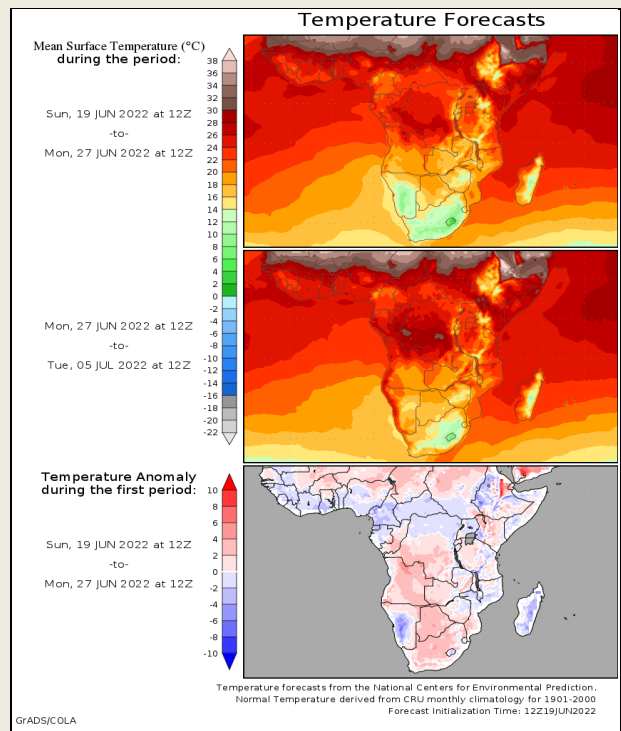 Temperature Forecasts
Mean Surface Temperature (°C)
during the period:
38
36
34
32
30
28
26
24
22
20
18
16
14
12
10
8
6
4
2
0
-2
-4
-6
-8
-10
-12
-14
-16
-18
-20
-22
Sun, 19 JUN 2022 at 12Z
-to-
Mon, 27 JUN 2022 at 12Z
Mon, 27 JUN 2022 at 12Z
-to-
Tue, 05 JUL 2022 at 12Z
Temperature Anomaly
during the first period:
10
8
6
4
2
0
-2
-4
-6
-8
-10
Sun, 19 JUN 2022 at 12Z
-to-
Mon, 27 JUN 2022 at 12Z
Temperature forecasts from the National Centers for Environmental Prediction.
Normal Temperature derived from CRU monthly climatology for 1901-2000
Forecast Initialization Time: 12Z19JUN2022
GrADS/COLA